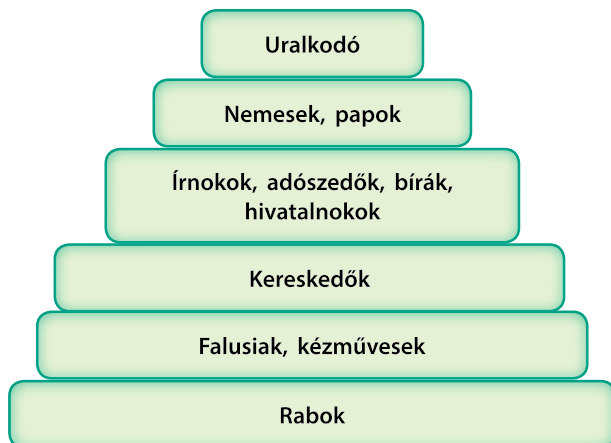 Uralkodó
Nemesek, papok
Írnokok, adószedők, bírák,
hivatalnokok
Kereskedők
Falusiak, kézművesek
Rabok